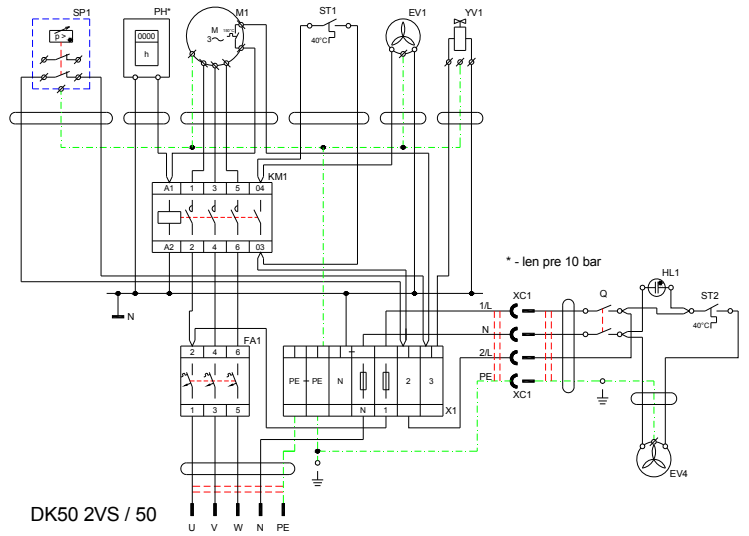 SP1 PH* M1 ST1 EV1 YV1
p >
0000
h
M
3~
40°C
KM1
A1 1 3 5 04
A2 2 4 6 03
* - len pre 10 bar
N
1/L XC1 Q HL1 ST2
N
2/L
PE
XC1
40°C
FA1
2 4 6
PE PE N 2 3
N 1
X1
1 3 5
EV4
DK50 2VS / 50
U V W N PE